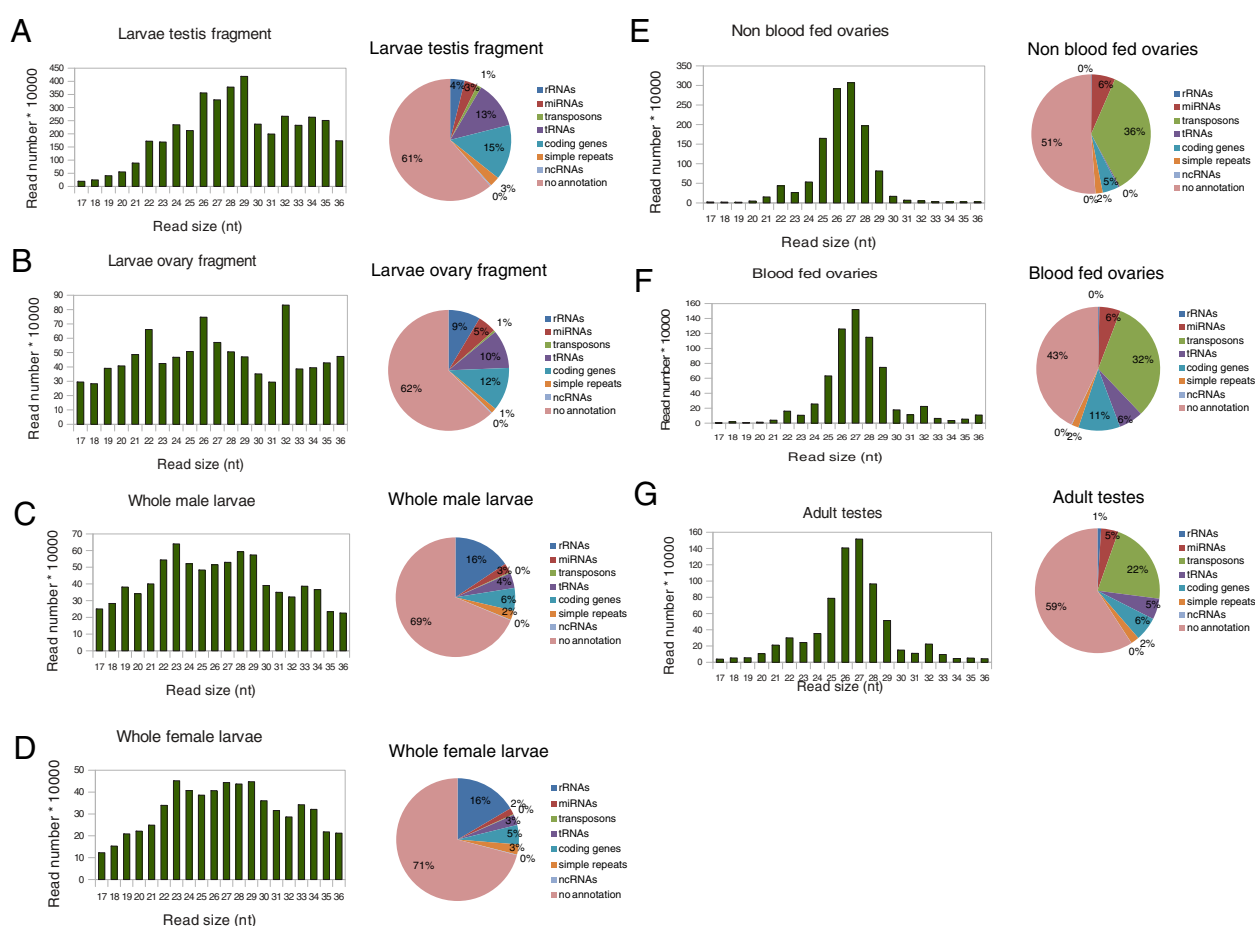 A
Larvae testis fragment
Read number * 10000
450
400
350
300
250
200
150
100
50
0
17 18 19 20 21 22 23 24 25 26 27 28 29 30 31 32 33 34 35 36
Read size (nt)
Larvae testis fragment
4%
3%
1%
13%
15%
3%
0%
61%
rRNAs
miRNAs
transposons
tRNAs
coding genes
simple repeats
ncRNAs
no annotation
B
Larvae ovary fragment
Read number * 10000
90
80
70
60
50
40
30
20
10
0
17 18 19 20 21 22 23 24 25 26 27 28 29 30 31 32 33 34 35 36
Read size (nt)
Larvae ovary fragment
9%
5%
1%
10%
12%
1%
0%
62%
rRNAs
miRNAs
transposons
tRNAs
coding genes
simple repeats
ncRNAs
no annotation
C
Whole male larvae
Read number * 10000
70
60
50
40
30
20
10
0
17 18 19 20 21 22 23 24 25 26 27 28 29 30 31 32 33 34 35 36
Read size (nt)
Whole male larvae
16%
3%
0%
4%
6%
2%
0%
69%
rRNAs
miRNAs
transposons
tRNAs
coding genes
simple repeats
ncRNAs
no annotation
D
Whole female larvae
Read number * 10000
50
40
30
20
10
0
17 18 19 20 21 22 23 24 25 26 27 28 29 30 31 32 33 34 35 36
Read size (nt)
Whole female larvae
16%
2%
0%
3%
5%
3%
0%
71%
rRNAs
miRNAs
transposons
tRNAs
coding genes
simple repeats
ncRNAs
no annotation
E
Non blood fed ovaries
Read number * 10000
350
300
250
200
150
100
50
0
17 18 19 20 21 22 23 24 25 26 27 28 29 30 31 32 33 34 35 36
Read size (nt)
Non blood fed ovaries
0%
6%
36%
0%
5%
2%
0%
51%
rRNAs
miRNAs
transposons
tRNAs
coding genes
simple repeats
ncRNAs
no annotation
F
Blood fed ovaries
Read number * 10000
160
140
120
100
80
60
40
20
0
17 18 19 20 21 22 23 24 25 26 27 28 29 30 31 32 33 34 35 36
Read size (nt)
Blood fed ovaries
0%
6%
32%
6%
11%
2%
0%
43%
rRNAs
miRNAs
transposons
tRNAs
coding genes
simple repeats
ncRNAs
no annotation
G
Adult testes
Read number * 10000
160
140
120
100
80
60
40
20
0
17 18 19 20 21 22 23 24 25 26 27 28 29 30 31 32 33 34 35 36
Read size (nt)
Adult testes
1%
5%
22%
5%
6%
2%
0%
59%
rRNAs
miRNAs
transposons
tRNAs
coding genes
simple repeats
ncRNAs
no annotation